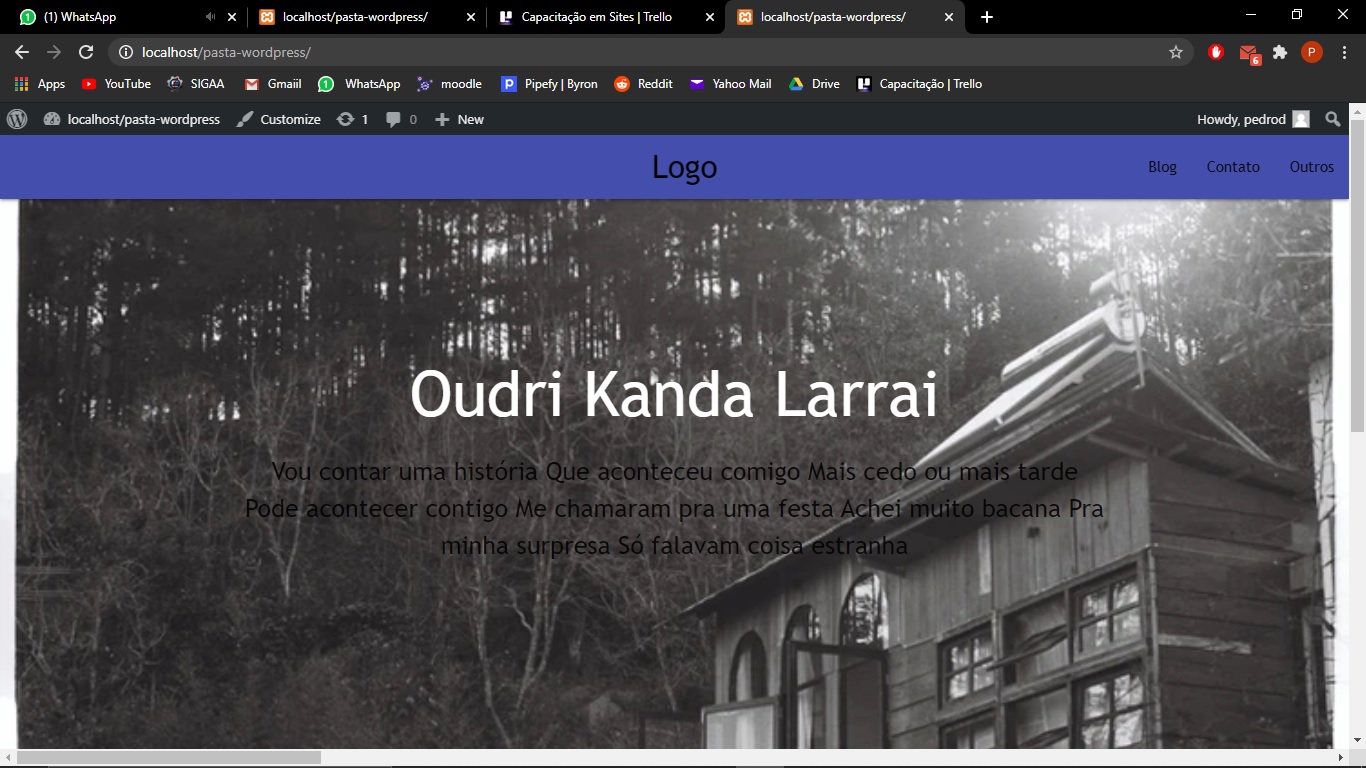 (1) WhatsApp
localhost/pasta-wordpress/
Capacitação em Sites | Trello
localhost/pasta-wordpress/
localhost/pasta-wordpress/
6
P
Apps
YouTube
SIGAA
Gmaiil
WhatsApp
moodle
Pipefy | Byron
Reddit
Yahoo Mail
Drive
Capacitação | Trello
localhost/pasta-wordpress
Customize
1
0
New
Howdy, pedrod
Logo
Blog
Contato
Outros
Oudri Kanda Larrai
Vou contar uma história Que aconteceu comigo Mais cedo ou mais tarde
Pode acontecer contigo Me chamaram pra uma festa Achei muito bacana Pra
minha surpresa Só falavam coisa estranha